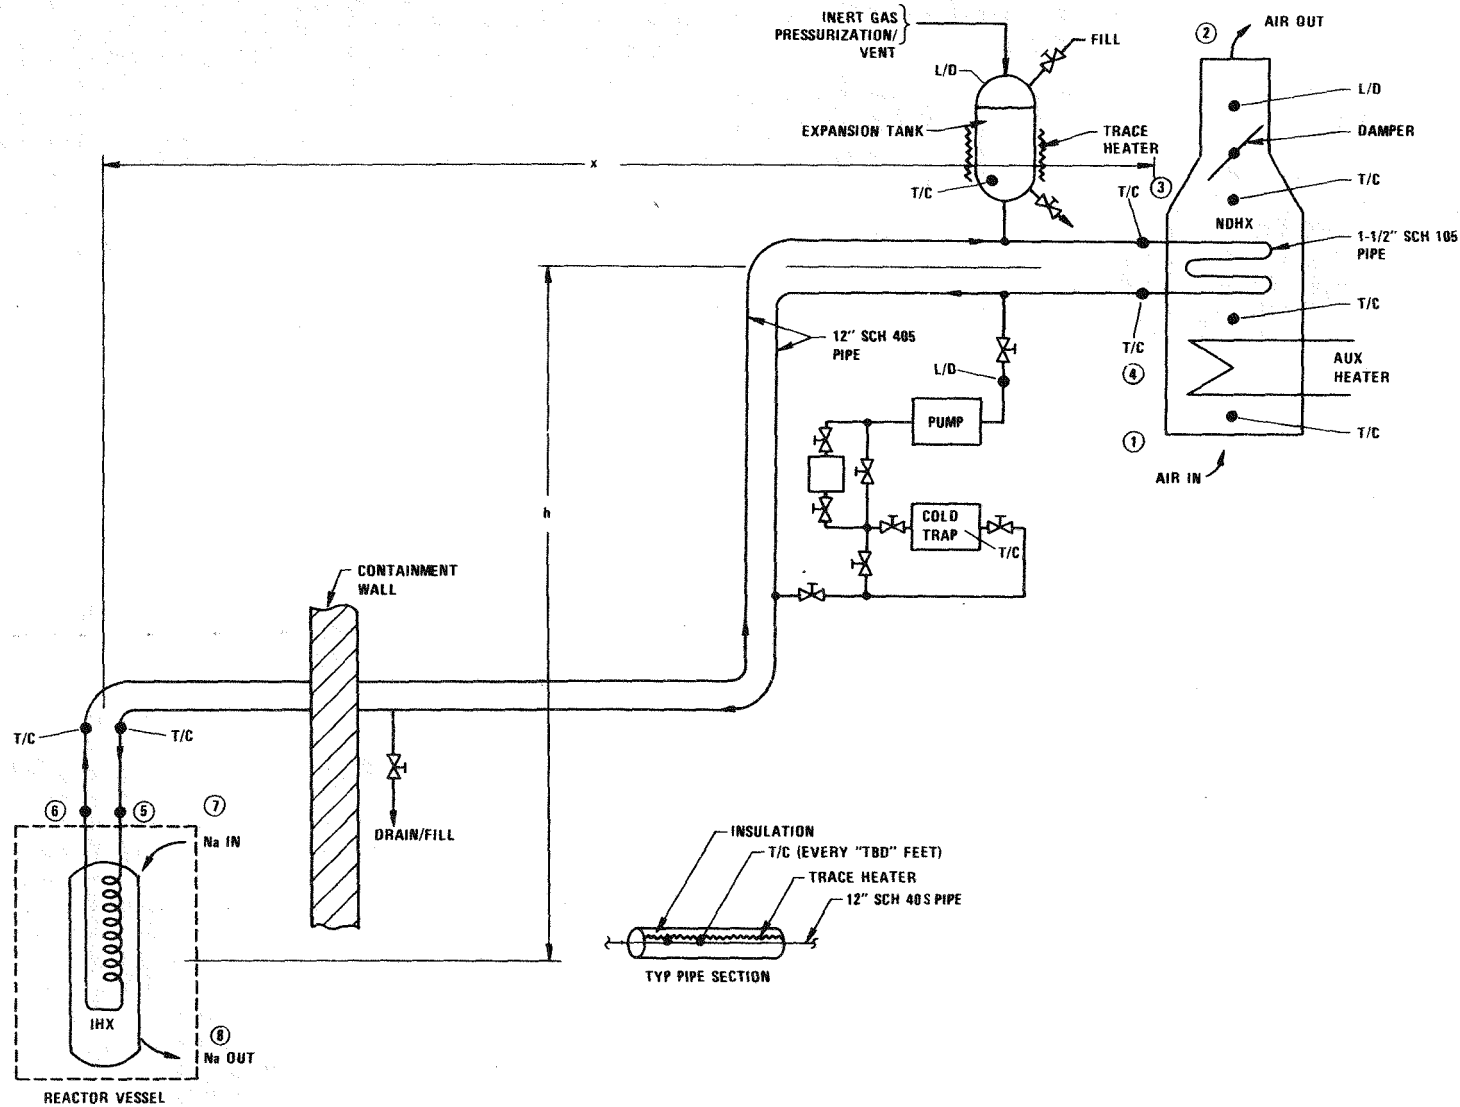 INERT GAS
PRESSURIZATION/
VENT
FILL
2
AIR OUT
L/D
L/D
EXPANSION TANK
TRACE
HEATER
DAMPER
x
T/C
T/C
3
T/C
NDHX
1-1/2" SCH 105
PIPE
T/C
12" SCH 405
PIPE
T/C
4
L/D
AUX
HEATER
PUMP
1
T/C
AIR IN
h
COLD
TRAP
T/C
CONTAINMENT
WALL
T/C
T/C
6
5
7
DRAIN/FILL
Na IN
INSULATION
T/C (EVERY "TBD" FEET)
TRACE HEATER
12" SCH 40S PIPE
TYP PIPE SECTION
IHX
8
Na OUT
REACTOR VESSEL